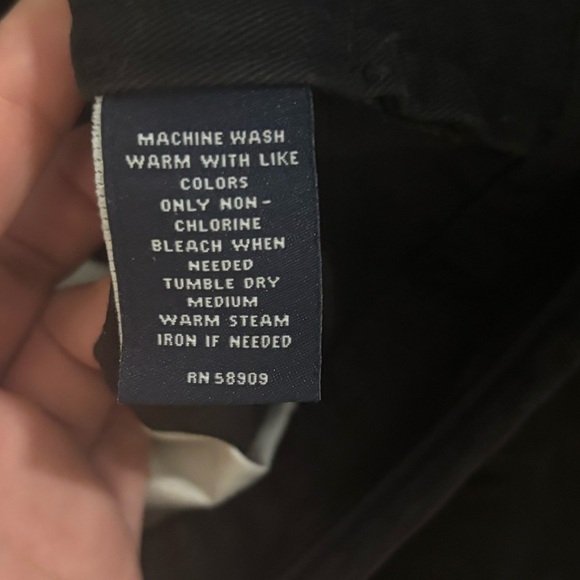 MACHINE WASH
WARM WITH LIKE
COLORS
ONLY NON-
CHLORINE
BLEACH WHEN
NEEDED
TUMBLE DRY
MEDIUM
WARM STEAM
IRON IF NEEDED
RN 58909